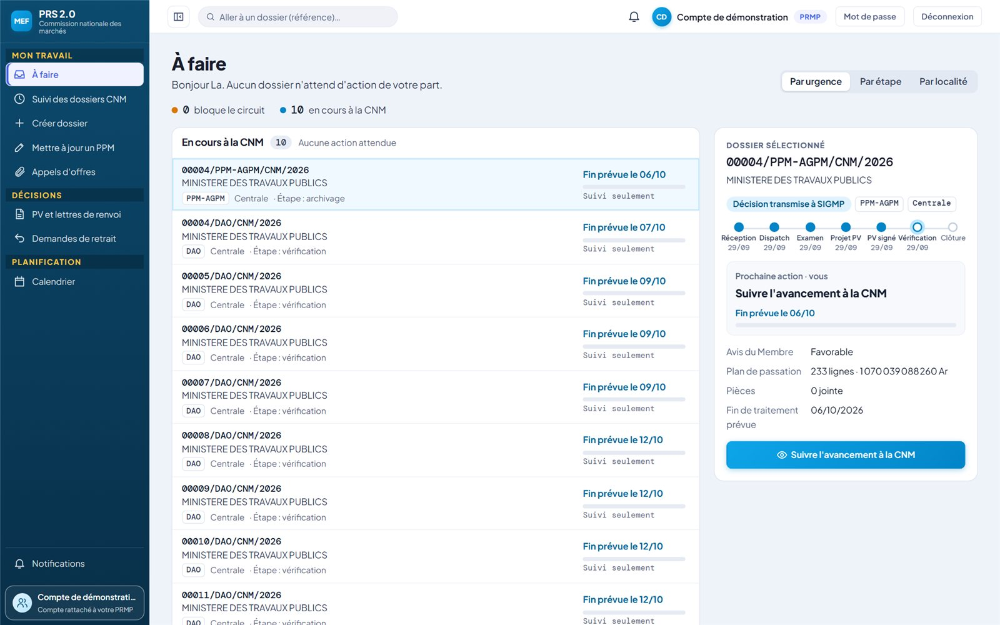 MEF
PRS 2.0
Commission nationale des
marchés
MON TRAVAIL
À faire
Suivi des dossiers CNM
Créer dossier
Mettre à jour un PPM
Appels d’offres
DÉCISIONS
PV et lettres de renvoi
Demandes de retrait
PLANIFICATION
Calendrier
Notifications
Compte de démonstrati...
Compte rattaché à votre PRMP
Aller à un dossier (référence)...
CD
Compte de démonstration
PRMP
Mot de passe
Déconnexion
À faire
Bonjour La. Aucun dossier n'attend d'action de votre part.
Par urgence
Par étape
Par localité
0 bloque le circuit
10 en cours à la CNM
En cours à la CNM 10 Aucune action attendue
00004/PPM-AGPM/CNM/2026
MINISTERE DES TRAVAUX PUBLICS
PPM-AGPM Centrale · Étape : archivage
Fin prévue le 06/10
Suivi seulement
00004/DAO/CNM/2026
MINISTERE DES TRAVAUX PUBLICS
DAO Centrale · Étape : vérification
Fin prévue le 07/10
Suivi seulement
00005/DAO/CNM/2026
MINISTERE DES TRAVAUX PUBLICS
DAO Centrale · Étape : vérification
Fin prévue le 09/10
Suivi seulement
00006/DAO/CNM/2026
MINISTERE DES TRAVAUX PUBLICS
DAO Centrale · Étape : vérification
Fin prévue le 09/10
Suivi seulement
00007/DAO/CNM/2026
MINISTERE DES TRAVAUX PUBLICS
DAO Centrale · Étape : vérification
Fin prévue le 09/10
Suivi seulement
00008/DAO/CNM/2026
MINISTERE DES TRAVAUX PUBLICS
DAO Centrale · Étape : vérification
Fin prévue le 12/10
Suivi seulement
00009/DAO/CNM/2026
MINISTERE DES TRAVAUX PUBLICS
DAO Centrale · Étape : vérification
Fin prévue le 12/10
Suivi seulement
00010/DAO/CNM/2026
MINISTERE DES TRAVAUX PUBLICS
DAO Centrale · Étape : vérification
Fin prévue le 12/10
Suivi seulement
00011/DAO/CNM/2026
MINISTERE DES TRAVAUX PUBLICS
DAO Centrale · Étape : vérification
Fin prévue le 12/10
Suivi seulement
DOSSIER SÉLECTIONNÉ
00004/PPM-AGPM/CNM/2026
MINISTERE DES TRAVAUX PUBLICS
Décision transmise à SIGMP PPM-AGPM Centrale
Réception Dispatch Examen Projet PV PV signé Vérification Clôture
29/09 29/09 29/09 29/09 29/09 29/09
Prochaine action · vous
Suivre l'avancement à la CNM
Fin prévue le 06/10
Avis du Membre Favorable
Plan de passation 233 lignes · 1 070 039 088 260 Ar
Pièces 0 jointe
Fin de traitement 06/10/2026
prévue
Suivre l'avancement à la CNM